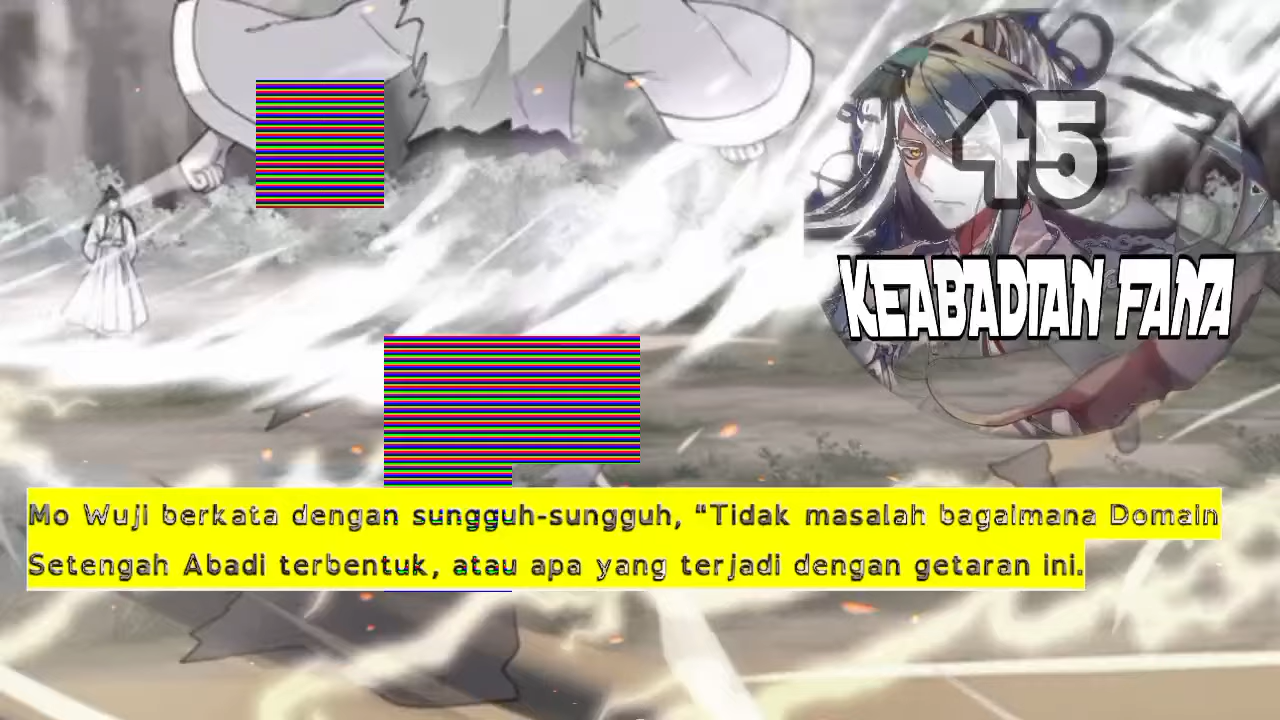 45
KEABADIAN FANA
Mo Wuji berkata dengan sungguh-sungguh, “Tidak masalah bagaimana Domain
Setengah Abadi terbentuk, atau apa yang terjadi dengan getaran ini.